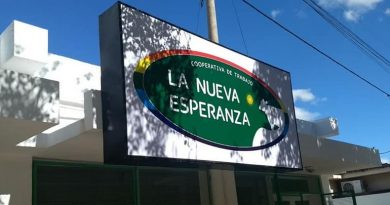 COOPERATIVA DE TRABAJO
LA NUEVA
ESPERANZA